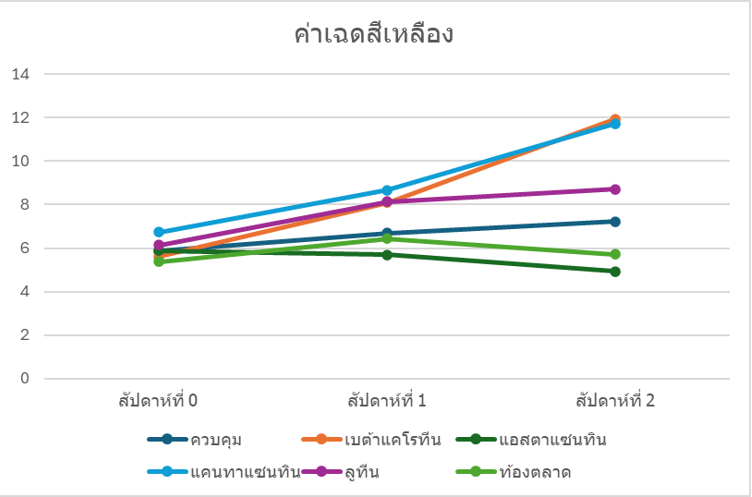 ค่าเฉดสีเหลือง
14
12
10
8
6
4
2
0
สัปดาห์ที่ 0 สัปดาห์ที่ 1 สัปดาห์ที่ 2
ควบคุม เบต้าแคโรทีน แอสตาแซนทิน
แคนทาแซนทิน ลูทีน ท้องตลาด